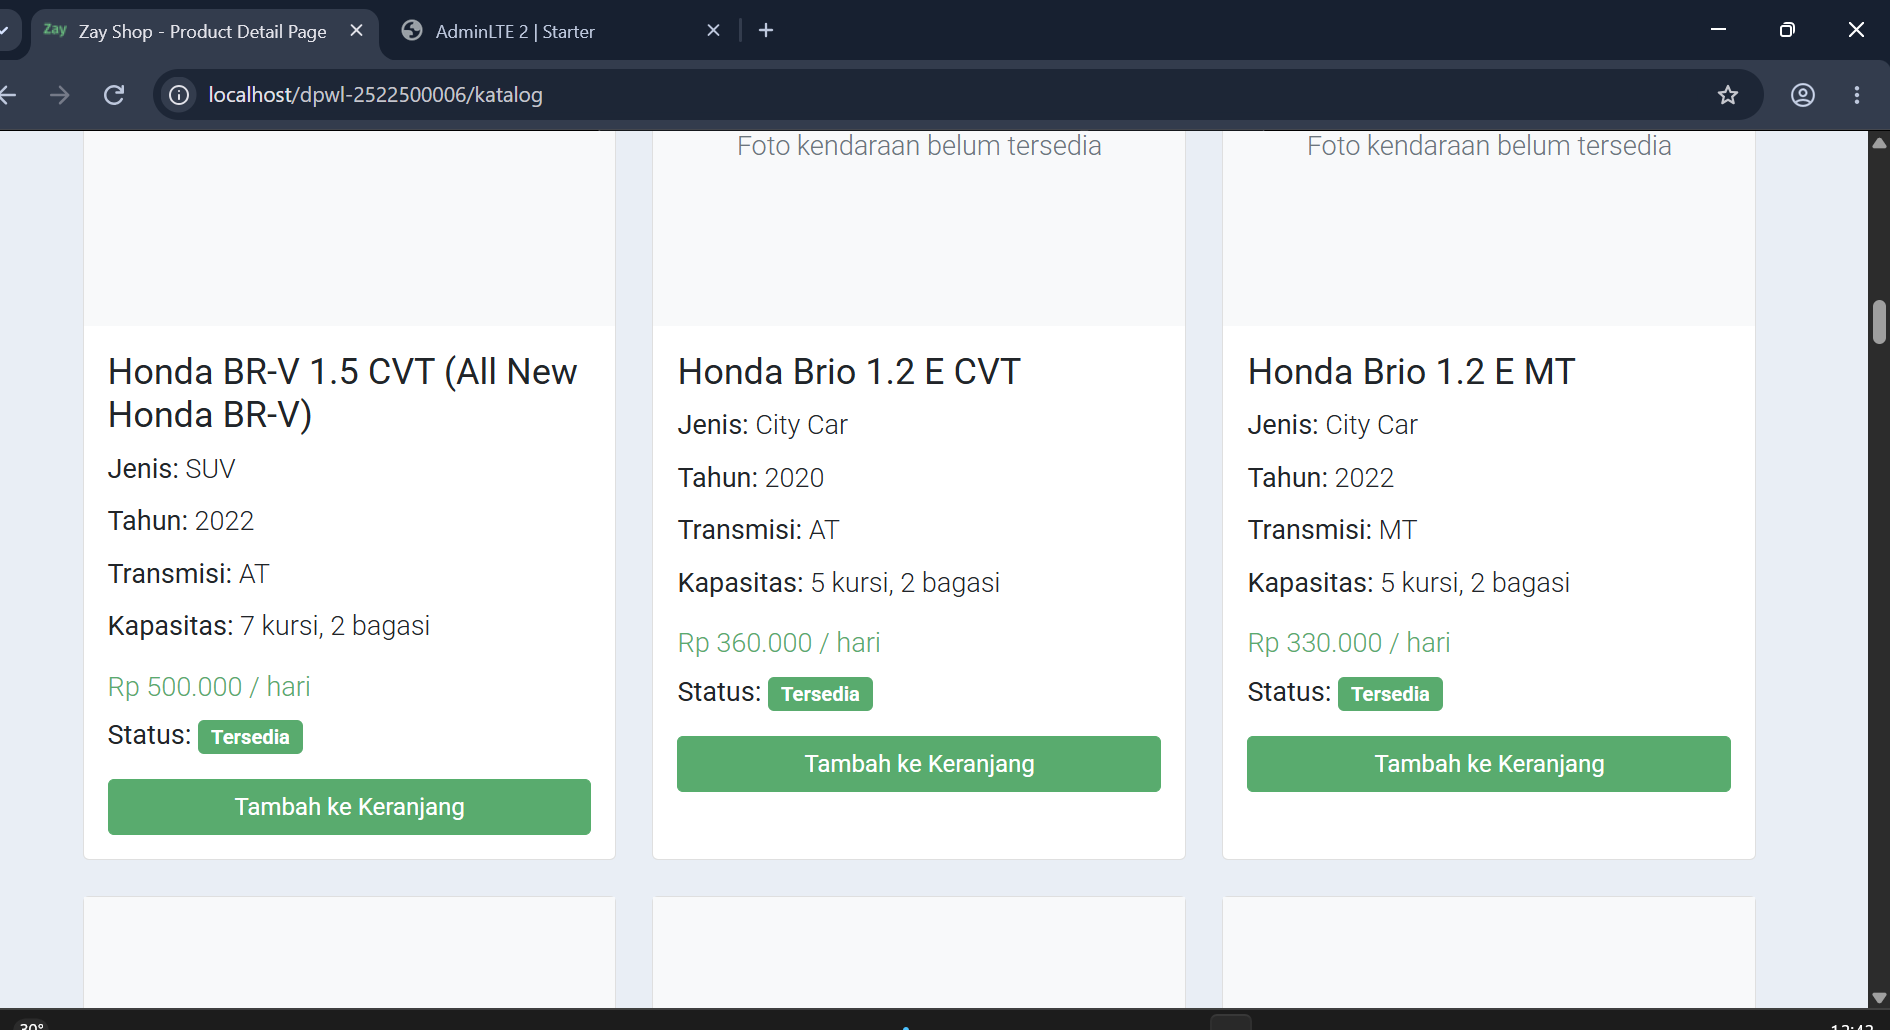 Zay Zay Shop - Product Detail Page
AdminLTE 2 | Starter
localhost/dpwl-2522500006/katalog
Foto kendaraan belum tersedia
Foto kendaraan belum tersedia
Honda BR-V 1.5 CVT (All New
Honda BR-V)
Jenis: SUV
Tahun: 2022
Transmisi: AT
Kapasitas: 7 kursi, 2 bagasi
Rp 500.000 / hari
Status: Tersedia
Tambah ke Keranjang
Honda Brio 1.2 E CVT
Jenis: City Car
Tahun: 2020
Transmisi: AT
Kapasitas: 5 kursi, 2 bagasi
Rp 360.000 / hari
Status: Tersedia
Tambah ke Keranjang
Honda Brio 1.2 E MT
Jenis: City Car
Tahun: 2022
Transmisi: MT
Kapasitas: 5 kursi, 2 bagasi
Rp 330.000 / hari
Status: Tersedia
Tambah ke Keranjang
30°